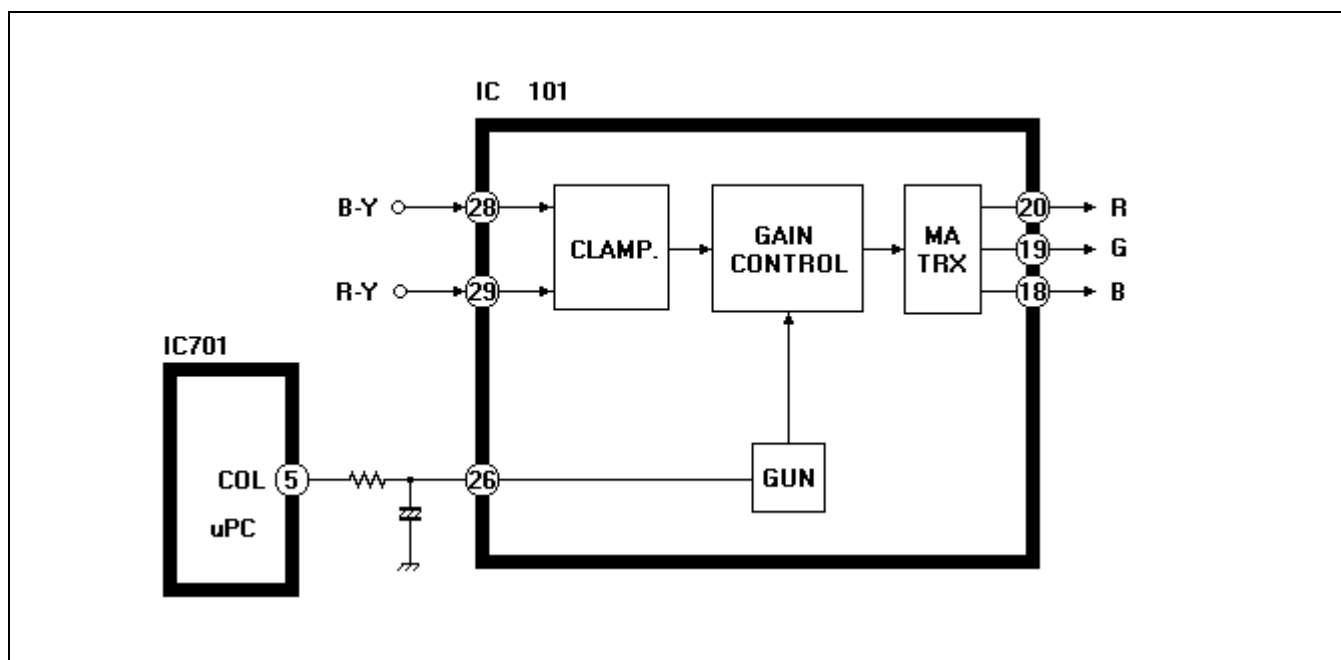 IC 101
B-Y
28
CLAMP.
GAIN
CONTROL
MA
TRX
20
R
19
G
18
B
R-Y
29
IC701
COL
5
uPC
26
GUN